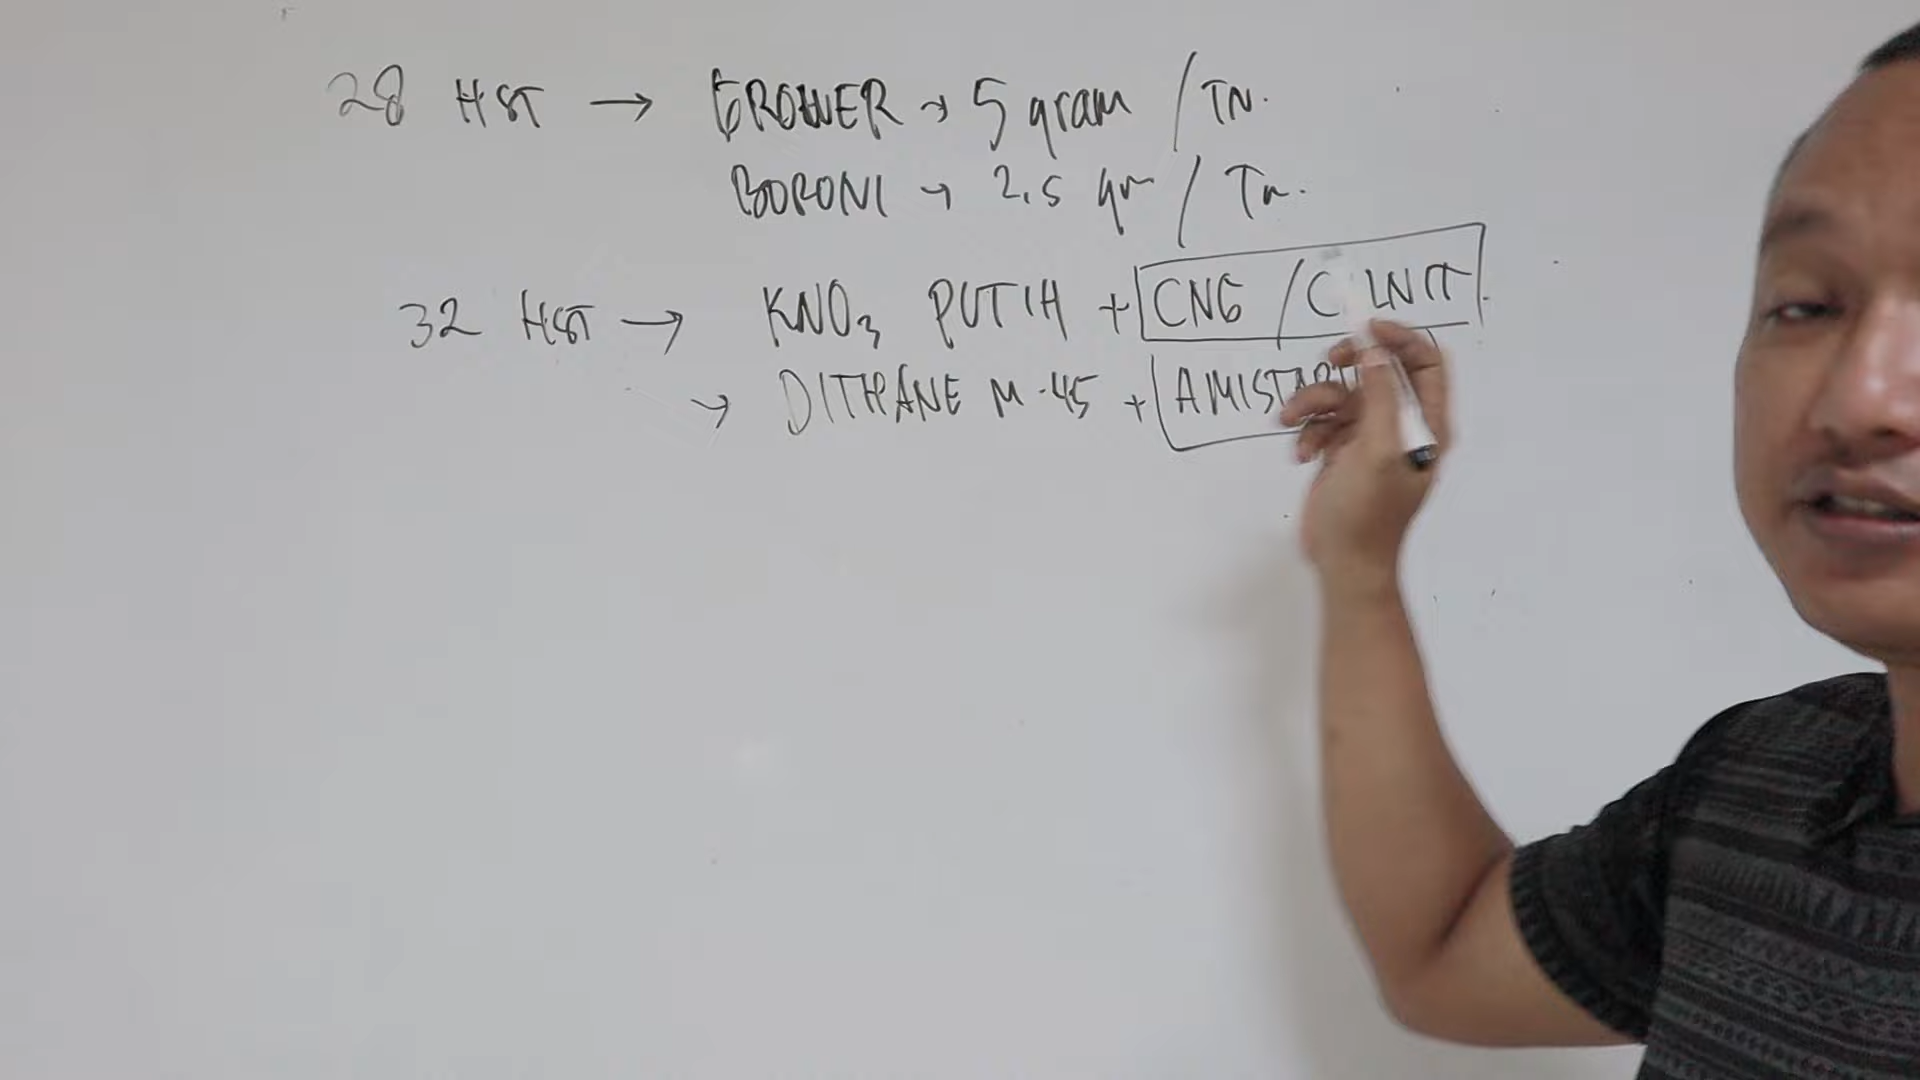 28 HST → GROWER → 5 gram / TN.
BORONI → 2.5 gr / Tn.
32 HST → KNO3 PUTIH + CNG /
→ DITHANE M-45 +